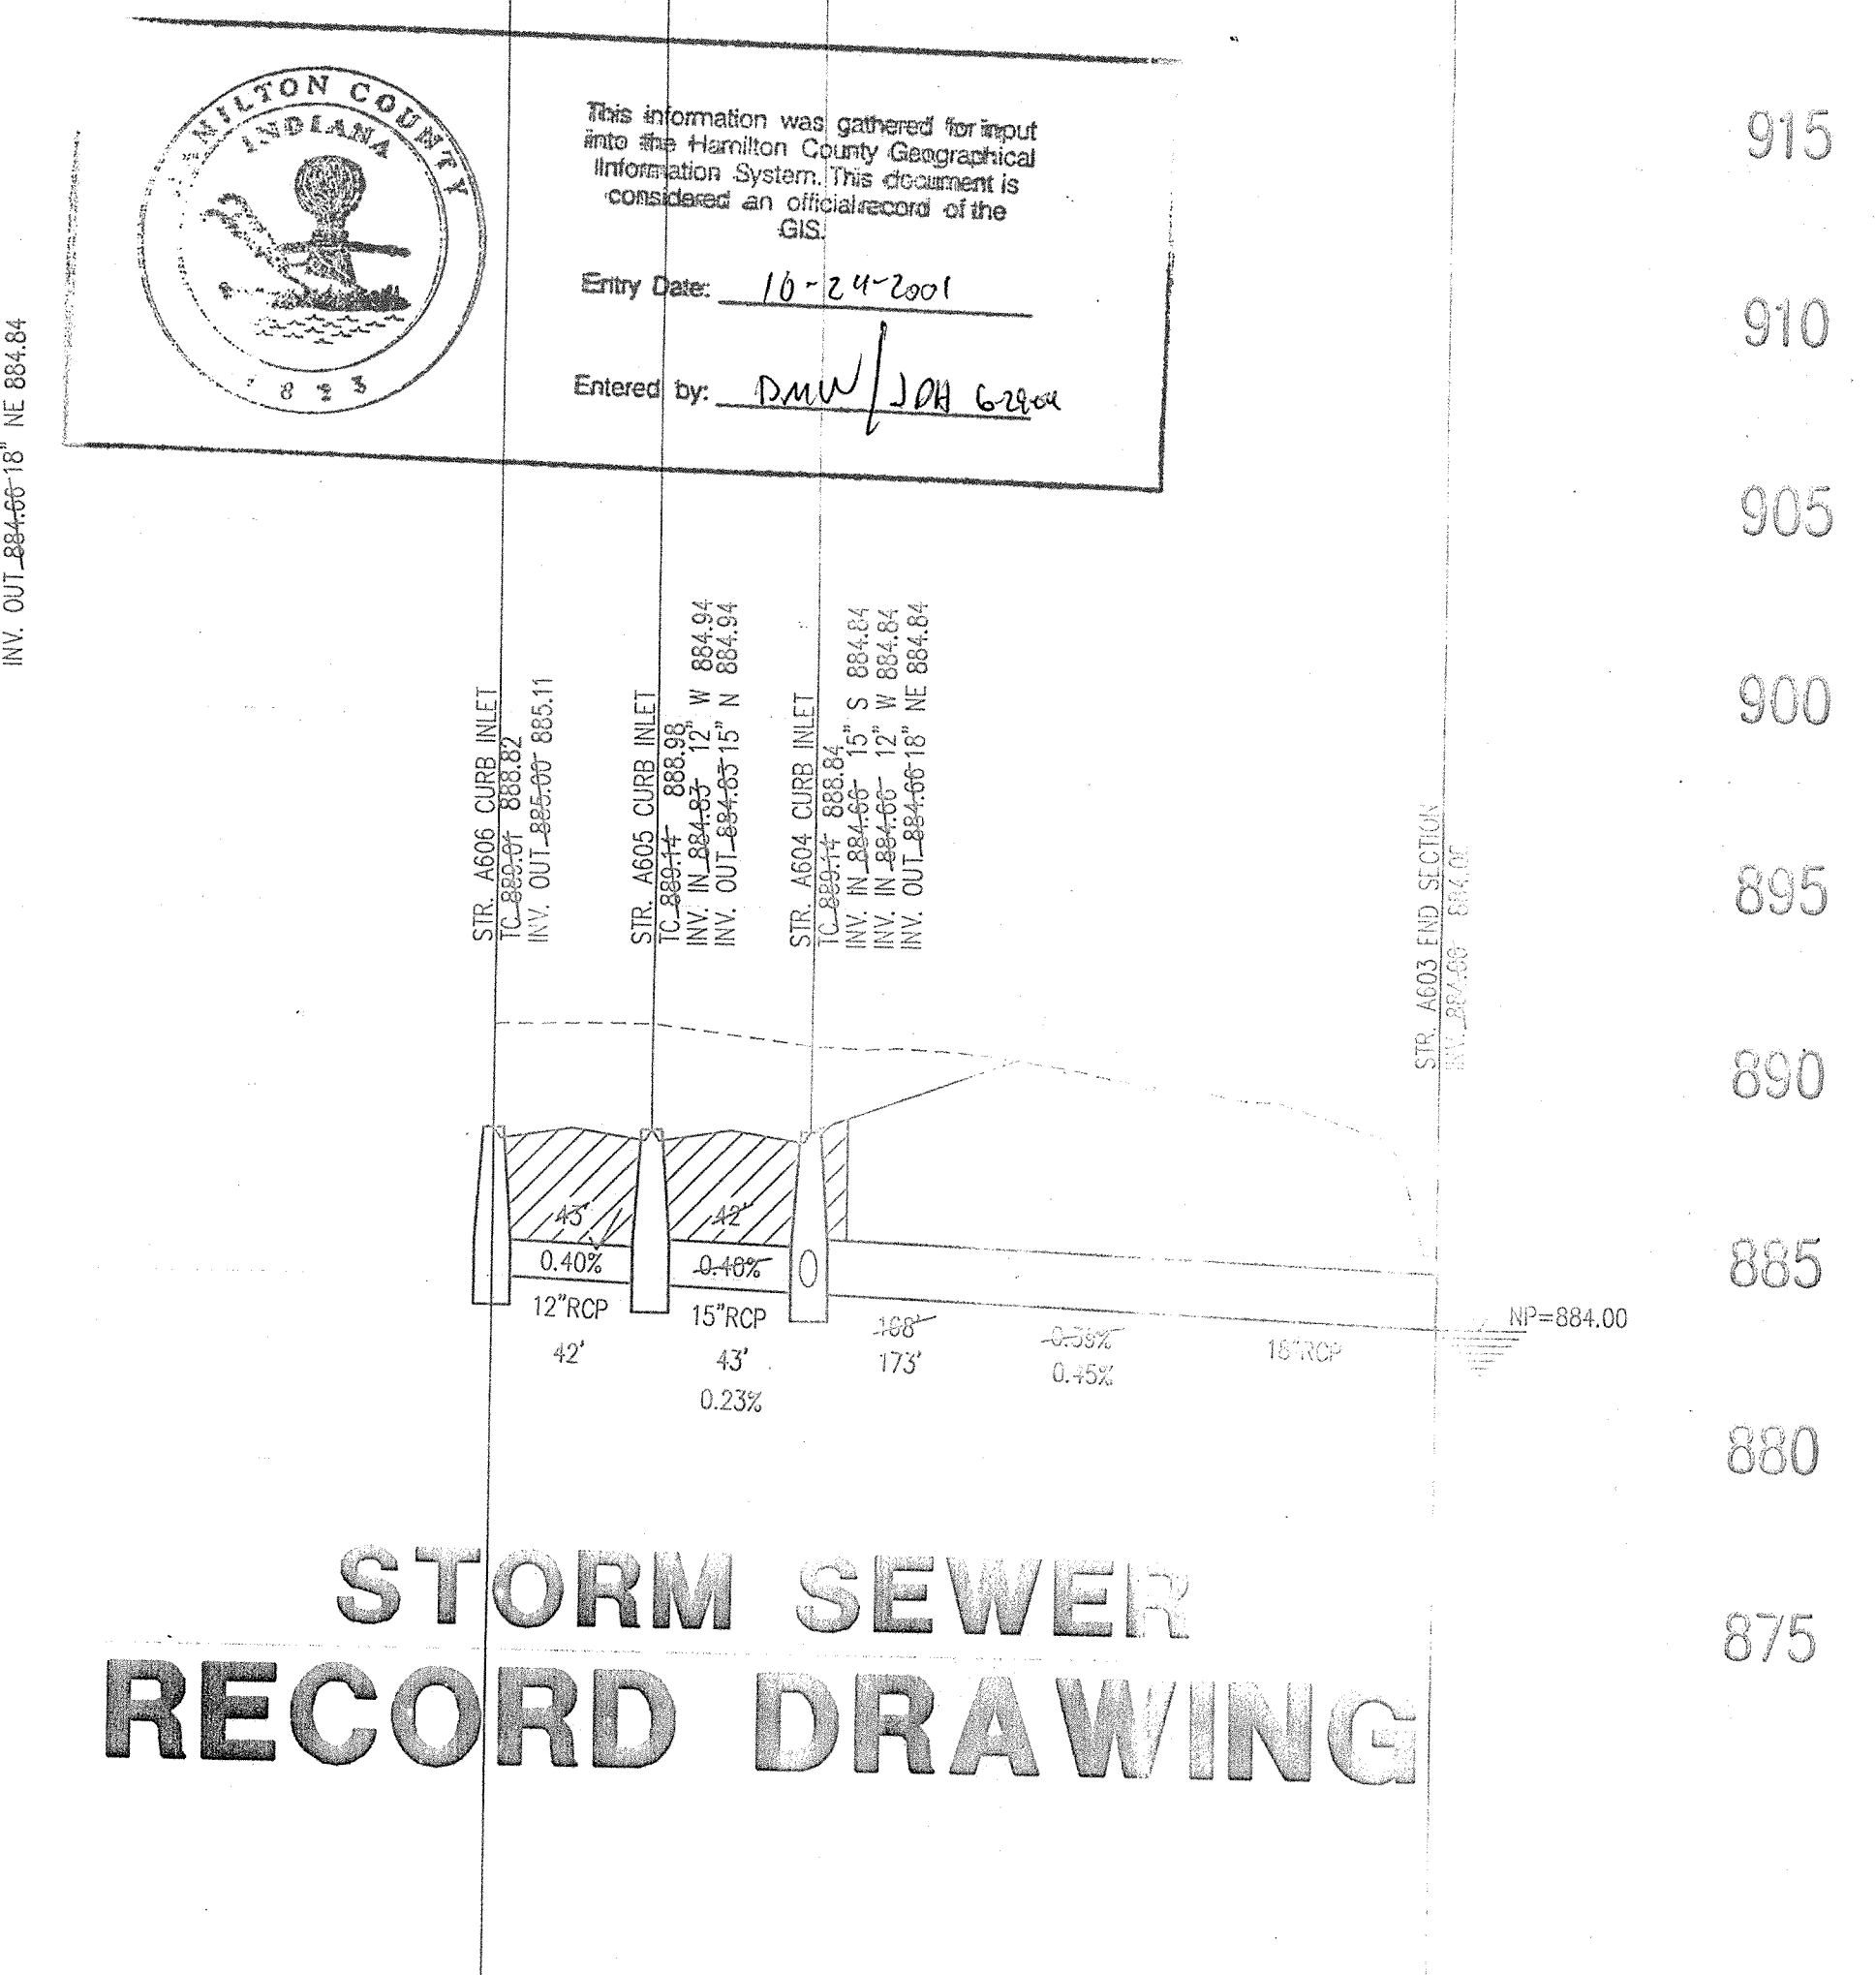 HAMILTON COUNTY
INDIANA
1823
This information was gathered for input
into the Hamilton County Geographical
Information System. This document is
considered an official record of the
GIS.
Entry Date: 10-24-2001
Entered by: DMW / JDH
INV. OUT 884.66 18" NE 884.84
STR. A606 CURB INLET
TC 889.01 888.82
INV. OUT 885.00 885.11
STR. A605 CURB INLET
TC 889.14 888.98
INV. IN 884.83 12" W 884.94
INV. OUT 884.83 15" N 884.94
STR. A604 CURB INLET
TC 889.14 888.84
INV. IN 884.66 15" S 884.84
INV. IN 884.66 12" W 884.84
INV. OUT 884.66 18" NE 884.84
STR. A603 END SECTION
INV. 884.00
915
910
905
900
895
890
885
880
875
43'
42'
0.40%
0.40%
12"RCP
15"RCP
42'
43'
0.23%
168'
173'
0.39%
0.45%
18"RCP
NP=884.00
STORM SEWER
RECORD DRAWING